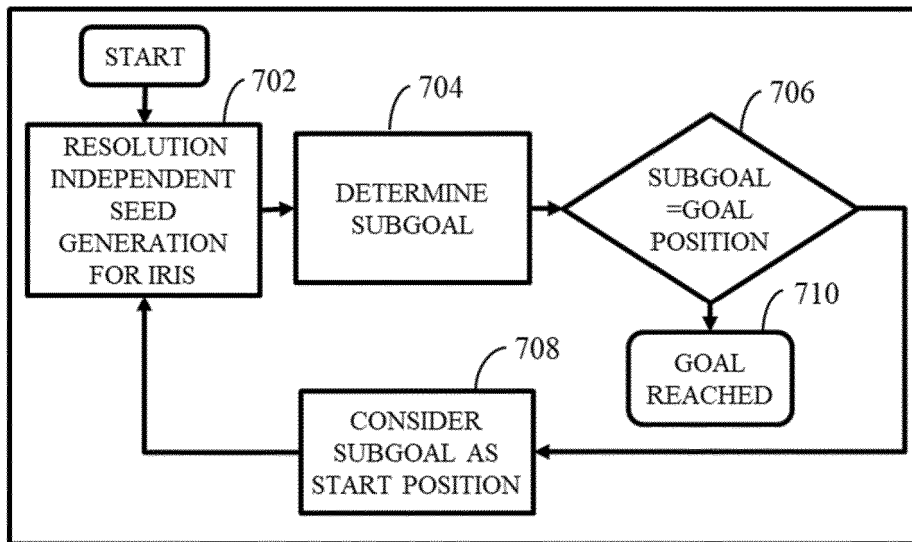 START
702
RESOLUTION
INDEPENDENT
SEED
GENERATION
FOR IRIS
704
DETERMINE
SUBGOAL
706
SUBGOAL
=GOAL
POSITION
710
GOAL
REACHED
708
CONSIDER
SUBGOAL AS
START POSITION